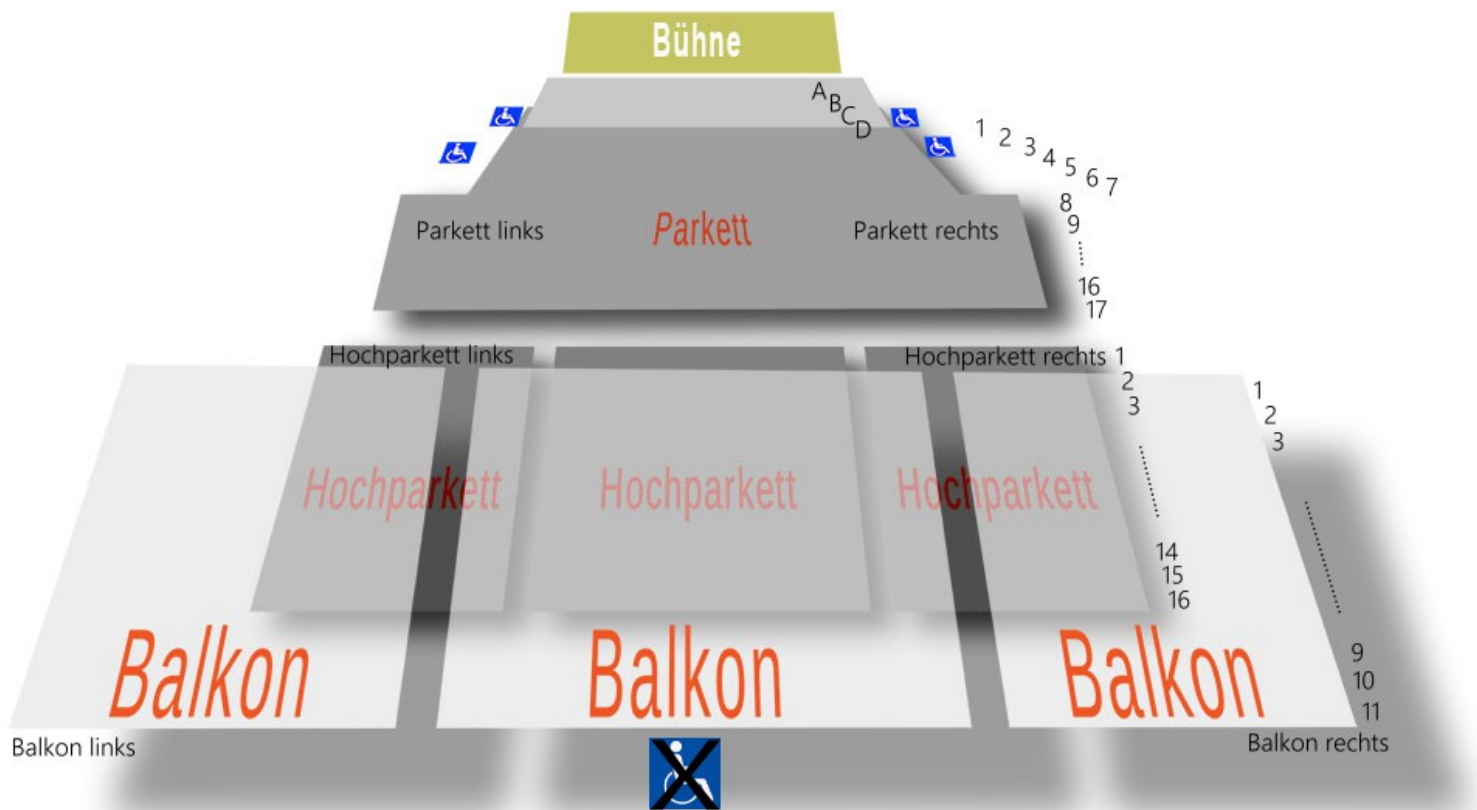 Bühne
A
B
C
D
1 2 3 4 5 6 7
8
9
16
17
Parkett links Parkett Parkett rechts
Hochparkett links Hochparkett rechts
1
2
3
14
15
16
1
2
3
9
10
11
Hochparkett Hochparkett Hochparkett
Balkon Balkon Balkon
Balkon links Balkon rechts